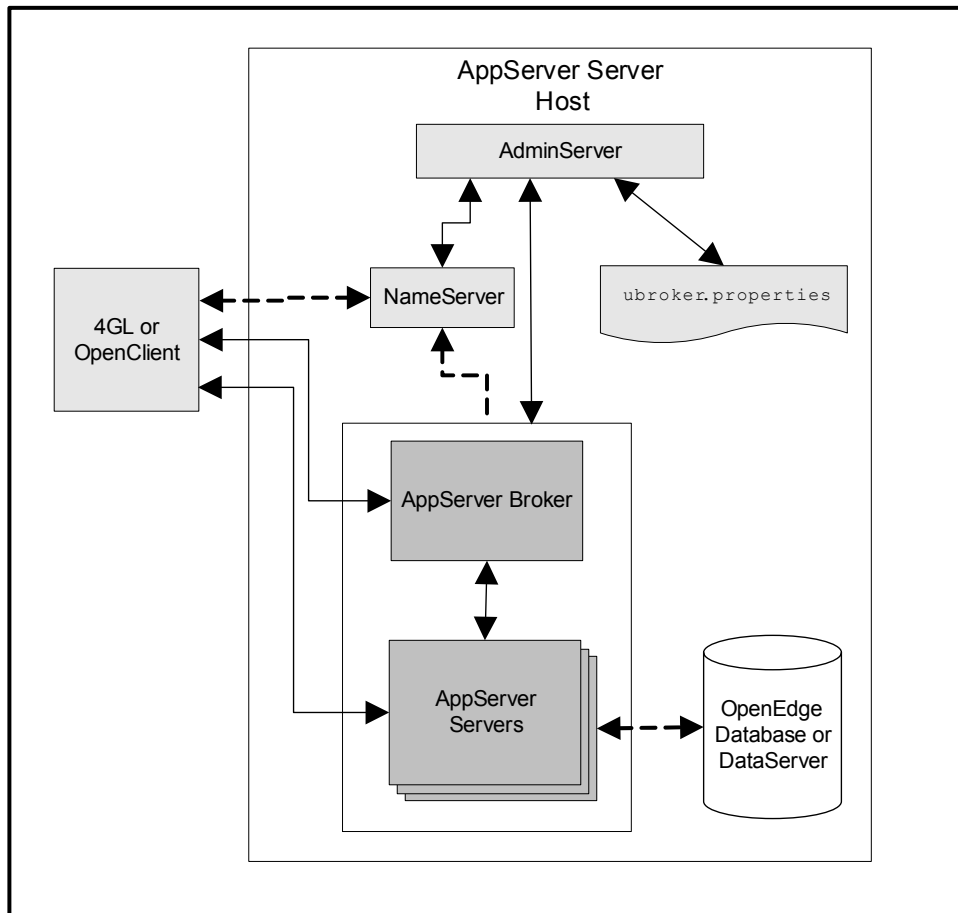 AppServer Server
Host
AdminServer
NameServer
ubroker.properties
4GL or
OpenClient
AppServer Broker
AppServer
Servers
OpenEdge
Database or
DataServer